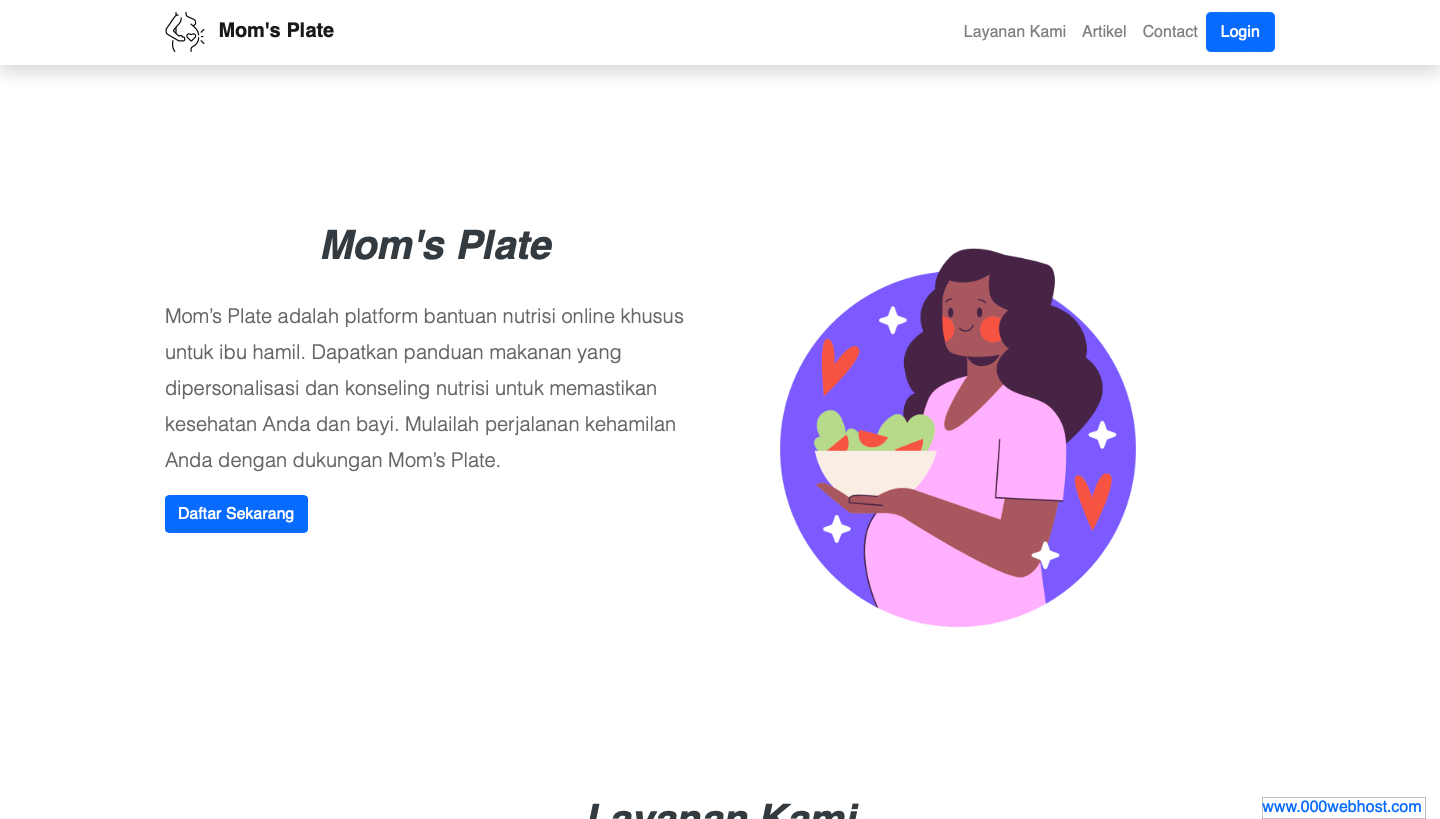 Mom's Plate
Layanan Kami
Artikel
Contact
Login
Mom's Plate
Mom’s Plate adalah platform bantuan nutrisi online khusus
untuk ibu hamil. Dapatkan panduan makanan yang
dipersonalisasi dan konseling nutrisi untuk memastikan
kesehatan Anda dan bayi. Mulailah perjalanan kehamilan
Anda dengan dukungan Mom’s Plate.
Daftar Sekarang
Layanan Kami
www.000webhost.com